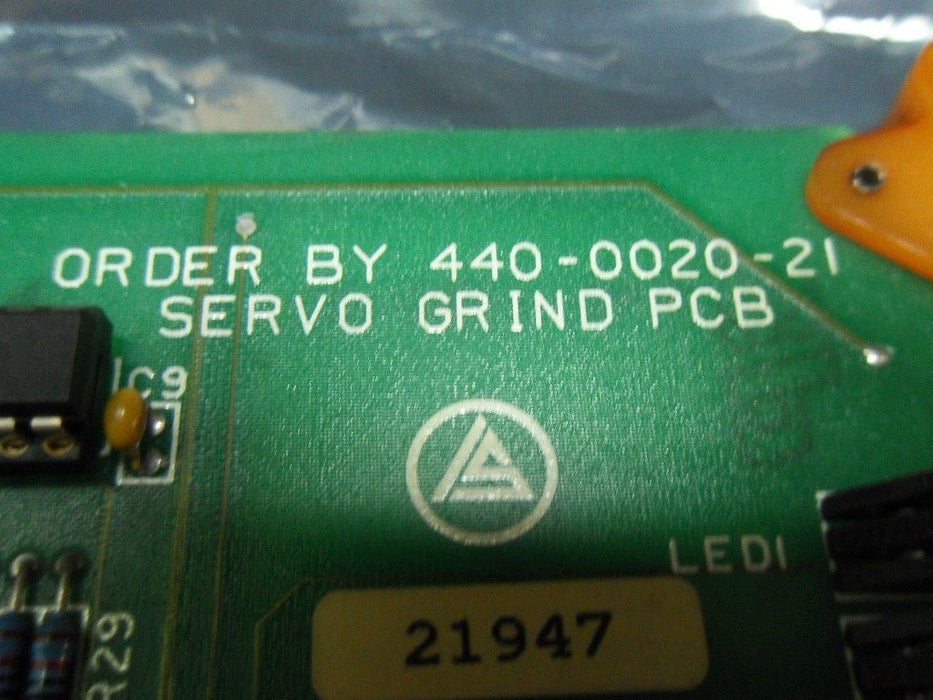 ORDER BY 440-0020-21
SERVO GRIND PCB
C9
LED1
21947
R29